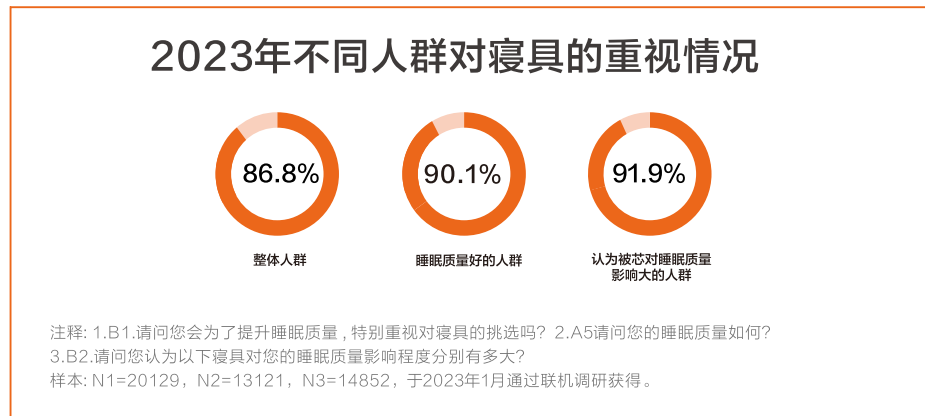 2023年不同人群对寝具的重视情况
86.8%
90.1%
91.9%
整体人群
睡眠质量好的人群
认为被芯对睡眠质量
影响大的人群
注释: 1.B1.请问您会为了提升睡眠质量,特别重视对寝具的挑选吗? 2.A5请问您的睡眠质量如何?
3.B2.请问您认为以下寝具对您的睡眠质量影响程度分别有多大?
样本: N1=20129，N2=13121，N3=14852，于2023年1月通过联机调研获得。